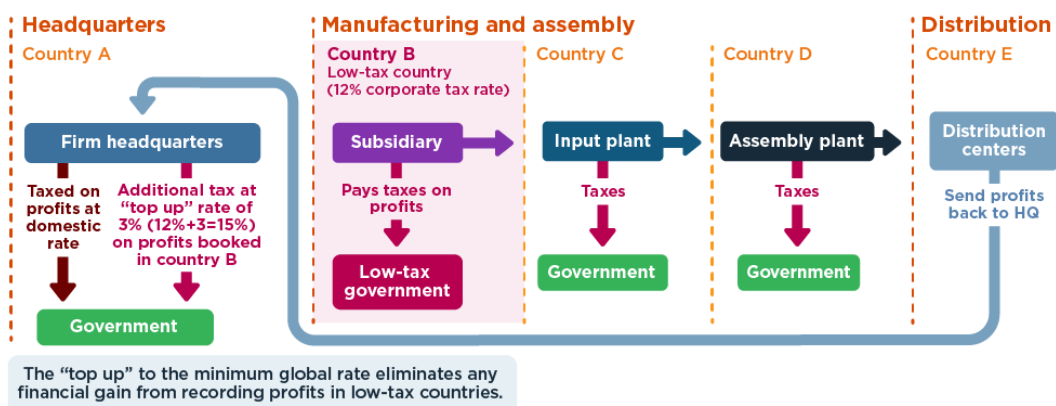 Headquarters
Country A
Firm headquarters
Taxed on
profits at
domestic
rate
Additional tax at
“top up” rate of
3% (12%+3=15%)
on profits booked
in country B
Government
Manufacturing and assembly
Country B
Low-tax country
(12% corporate tax rate)
Subsidiary
Pays taxes on
profits
Low-tax
government
Country C
Input plant
Taxes
Government
Country D
Assembly plant
Taxes
Government
Distribution
Country E
Distribution
centers
Send profits
back to HQ
The “top up” to the minimum global rate eliminates any
financial gain from recording profits in low-tax countries.